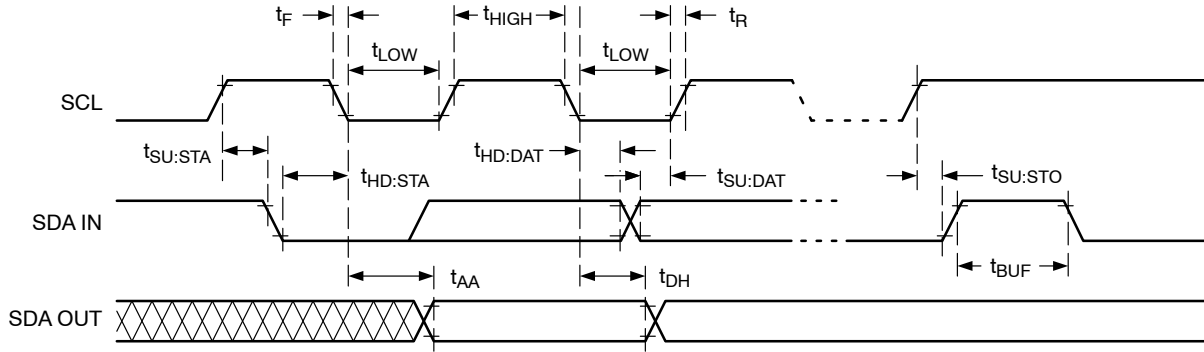 tF
tHIGH
tR
tLOW
tLOW
SCL
tSU:STA
tHD:STA
tHD:DAT
tSU:DAT
tSU:STO
SDA IN
tAA
tDH
tBUF
SDA OUT